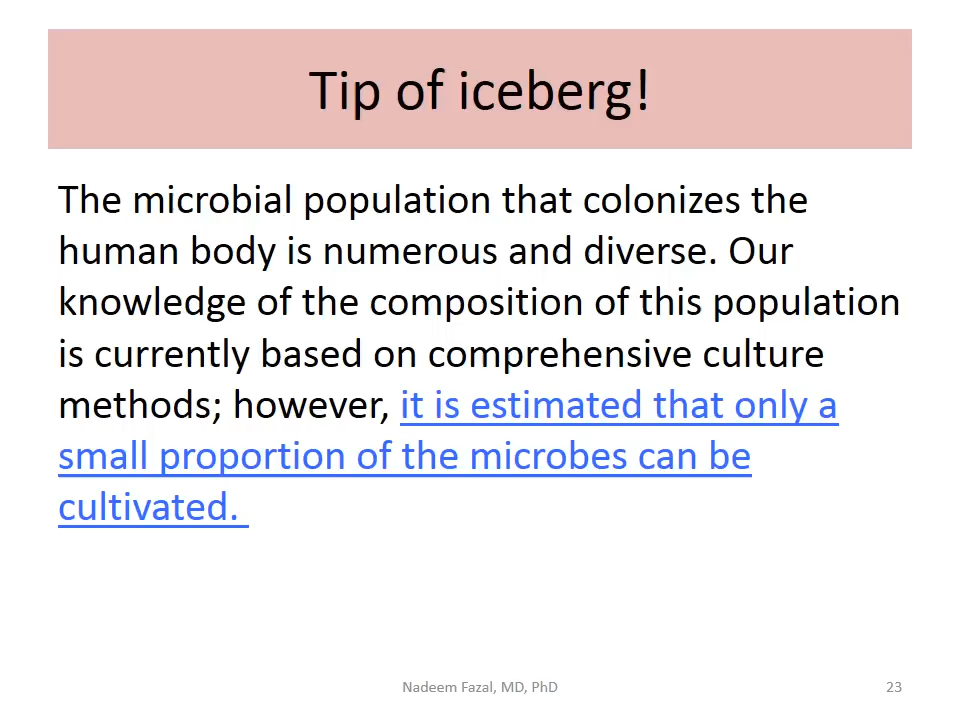 Tip of iceberg!
The microbial population that colonizes the
human body is numerous and diverse. Our
knowledge of the composition of this population
is currently based on comprehensive culture
methods; however, it is estimated that only a
small proportion of the microbes can be
cultivated.
Nadeem Fazal, MD, PhD
23